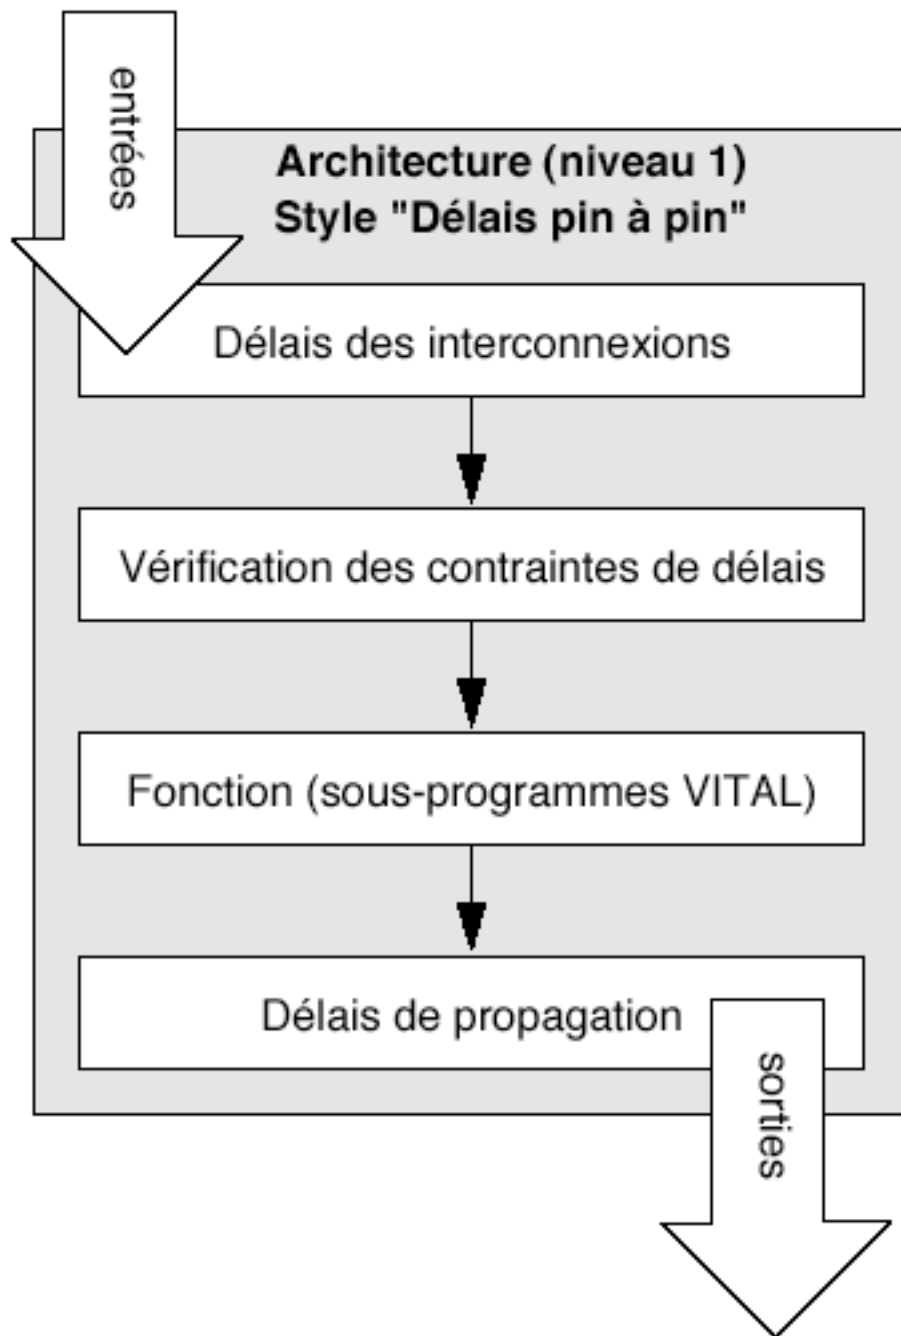 entrées
Architecture (niveau 1)
Style "Délais pin à pin"
Délais des interconnexions
Vérification des contraintes de délais
Fonction (sous-programmes VITAL)
Délais de propagation
sorties